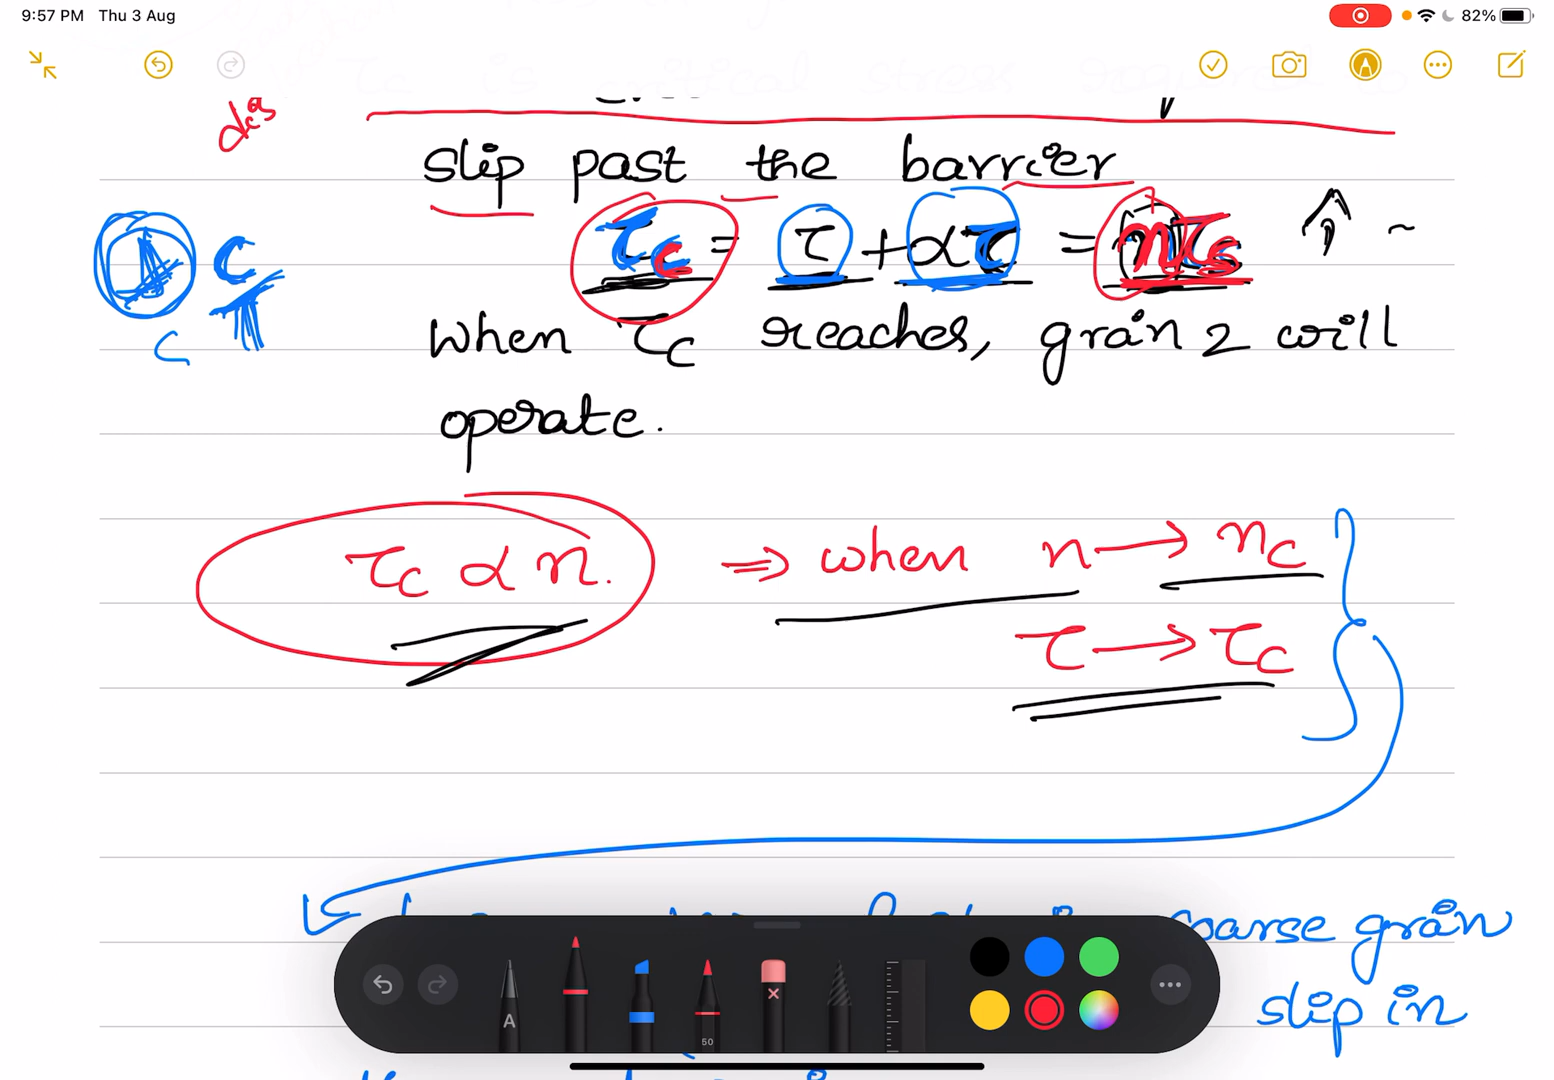 9:57 PM Thu 3 Aug 82%
slip past the barrier
τc = τ + ατ = nτs ↑ ~
C
C
When τc reaches, grain 2 will
operate.
τc α n. ⇒ when n → nc
τ → τc
coarse grain
slip in
A
50